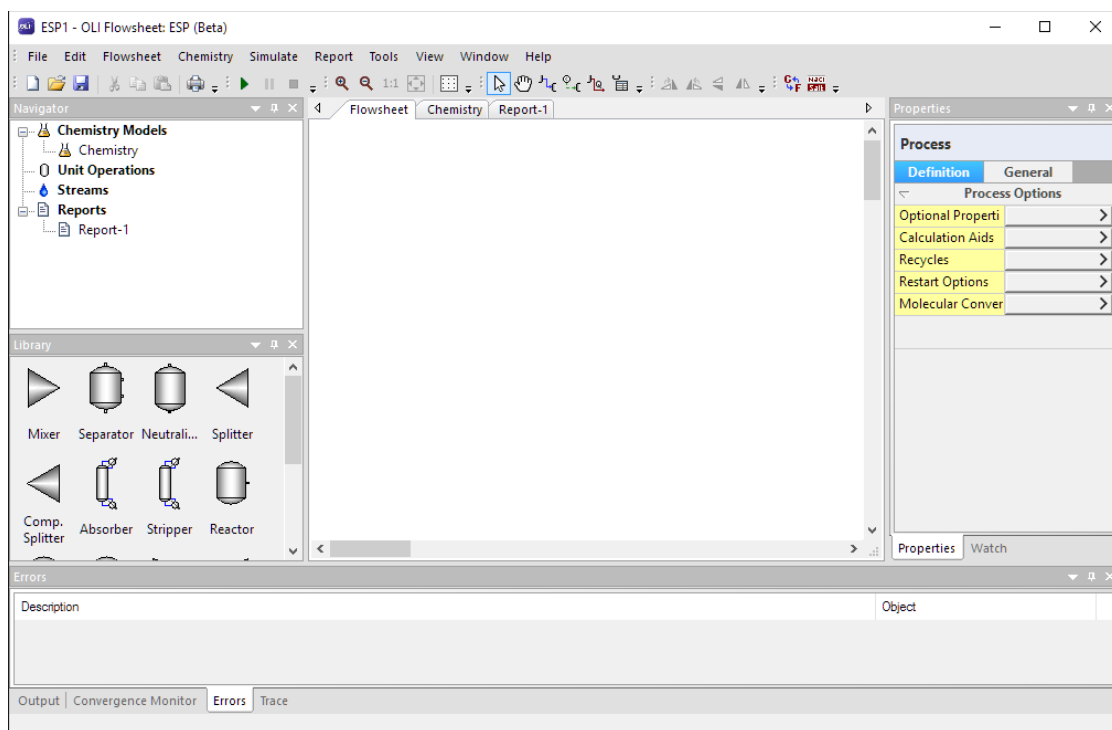 OLI ESP1 - OLI Flowsheet: ESP (Beta)
File Edit Flowsheet Chemistry Simulate Report Tools View Window Help
1:1
Navigator
Chemistry Models
Chemistry
Unit Operations
Streams
Reports
Report-1
Flowsheet Chemistry Report-1
Properties
Process
Definition General
Process Options
Optional Properti
Calculation Aids
Recycles
Restart Options
Molecular Conver
Properties Watch
Library
Mixer Separator Neutrali... Splitter
Comp. Splitter Absorber Stripper Reactor
Errors
Description Object
Output Convergence Monitor Errors Trace